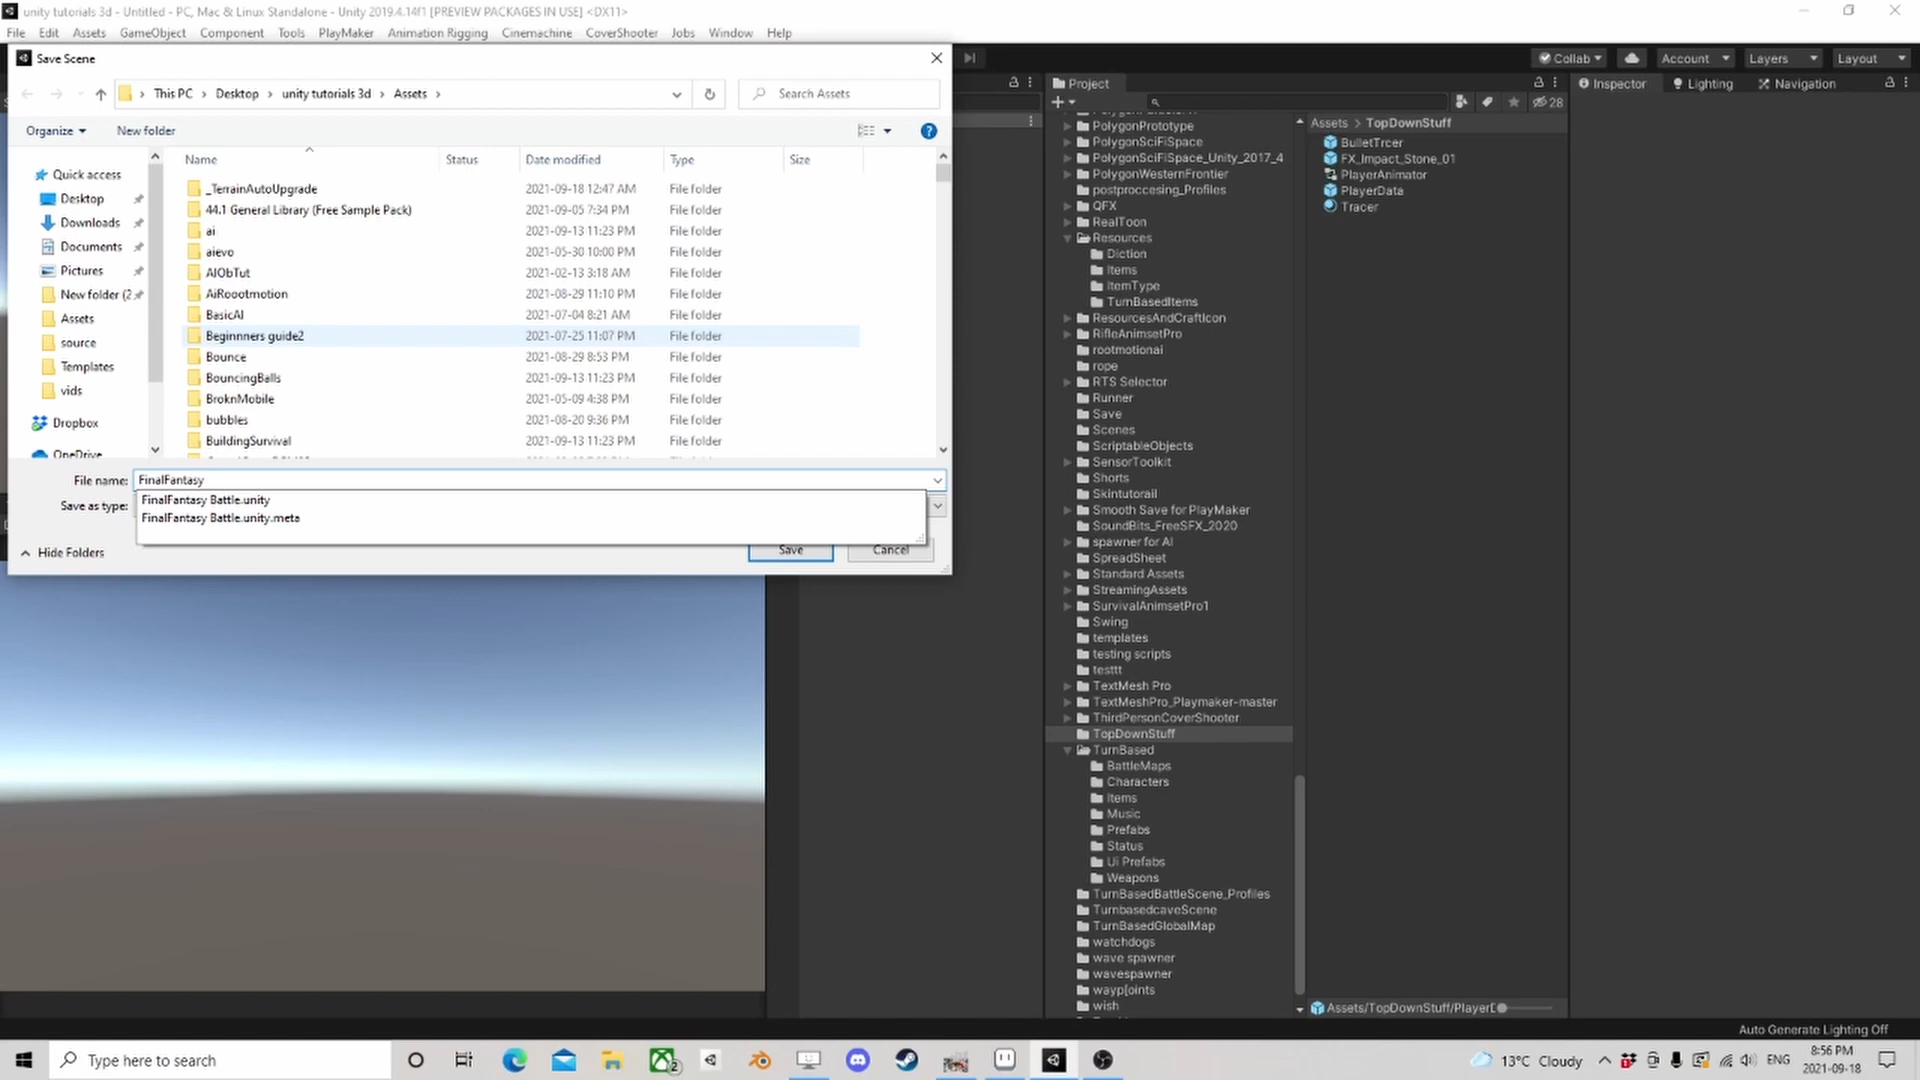 unity tutorials 3d - Untitled - PC, Mac & Linux Standalone - Unity 2019.4.14f1 [PREVIEW PACKAGES IN USE] <DX11>
File Edit Assets GameObject Component Tools PlayMaker Animation Rigging Cinemachine CoverShooter Jobs Window Help
Save Scene
This PC > Desktop > unity tutorials 3d > Assets >
Search Assets
Organize
New folder
Name Status Date modified Type Size
Quick access
Desktop
Downloads
Documents
Pictures
New folder (2
Assets
source
Templates
vids
Dropbox
OneDrive
_TerrainAutoUpgrade 2021-09-18 12:47 AM File folder
44.1 General Library (Free Sample Pack) 2021-09-05 7:34 PM File folder
ai 2021-09-13 11:23 PM File folder
aievo 2021-05-30 10:00 PM File folder
AIObTut 2021-02-13 3:18 AM File folder
AiRoootmotion 2021-08-29 11:10 PM File folder
BasicAI 2021-07-04 8:21 AM File folder
Beginnners guide2 2021-07-25 11:07 PM File folder
Bounce 2021-08-29 8:53 PM File folder
BouncingBalls 2021-09-13 11:23 PM File folder
BroknMobile 2021-05-09 4:38 PM File folder
bubbles 2021-08-20 9:36 PM File folder
BuildingSurvival 2021-09-13 11:23 PM File folder
File name: FinalFantasy
FinalFantasy Battle.unity
Save as type:
FinalFantasy Battle.unity.meta
Hide Folders
Save
Cancel
Collab
Account
Layers
Layout
Project
28
PolygonPrototype
PolygonSciFiSpace
PolygonSciFiSpace_Unity_2017_4
PolygonWesternFrontier
postproccesing_Profiles
QFX
RealToon
Resources
Diction
Items
ItemType
TurnBasedItems
ResourcesAndCraftIcon
RifleAnimsetPro
rootmotionai
rope
RTS Selector
Runner
Save
Scenes
ScriptableObjects
SensorToolkit
Shorts
Skintutorail
Smooth Save for PlayMaker
SoundBits_FreeSFX_2020
spawner for AI
SpreadSheet
Standard Assets
StreamingAssets
SurvivalAnimsetPro1
Swing
templates
testing scripts
testtt
TextMesh Pro
TextMeshPro_Playmaker-master
ThirdPersonCoverShooter
TopDownStuff
TurnBased
BattleMaps
Characters
Items
Music
Prefabs
Status
Ui Prefabs
Weapons
TurnBasedBattleScene_Profiles
TurnbasedcaveScene
TurnBasedGlobalMap
watchdogs
wave spawner
wavespawner
wayp[oints
wish
Assets > TopDownStuff
BulletTrcer
FX_Impact_Stone_01
PlayerAnimator
PlayerData
Tracer
Assets/TopDownStuff/PlayerD
Inspector
Lighting
Navigation
Auto Generate Lighting Off
Type here to search
2
13°C Cloudy
ENG
8:56 PM
2021-09-18